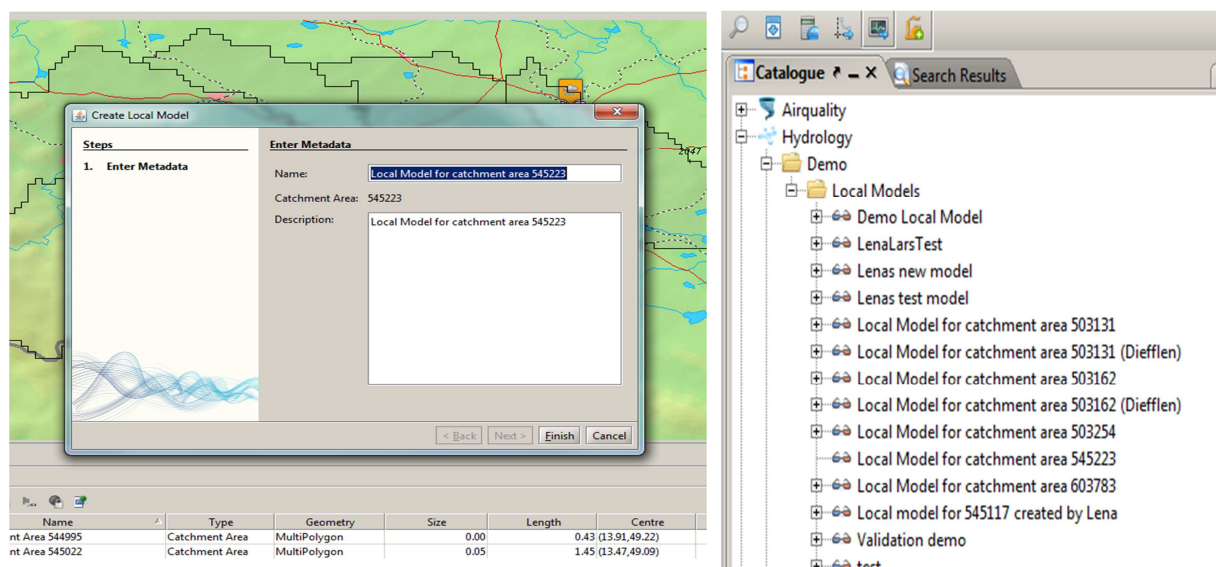 Create Local Model
Steps
1. Enter Metadata
Enter Metadata
Name: Local Model for catchment area 545223
Catchment Area: 545223
Description: Local Model for catchment area 545223
< Back Next > Finish Cancel
2647
Name Type Geometry Size Length Centre
nt Area 544995 Catchment Area MultiPolygon 0.00 0.43 (13.91,49.22)
nt Area 545022 Catchment Area MultiPolygon 0.05 1.45 (13.47,49.09)
Catalogue Search Results
Airquality
Hydrology
Demo
Local Models
Demo Local Model
LenaLarsTest
Lenas new model
Lenas test model
Local Model for catchment area 503131
Local Model for catchment area 503131 (Diefflen)
Local Model for catchment area 503162
Local Model for catchment area 503162 (Diefflen)
Local Model for catchment area 503254
Local Model for catchment area 545223
Local Model for catchment area 603783
Local model for 545117 created by Lena
Validation demo
test